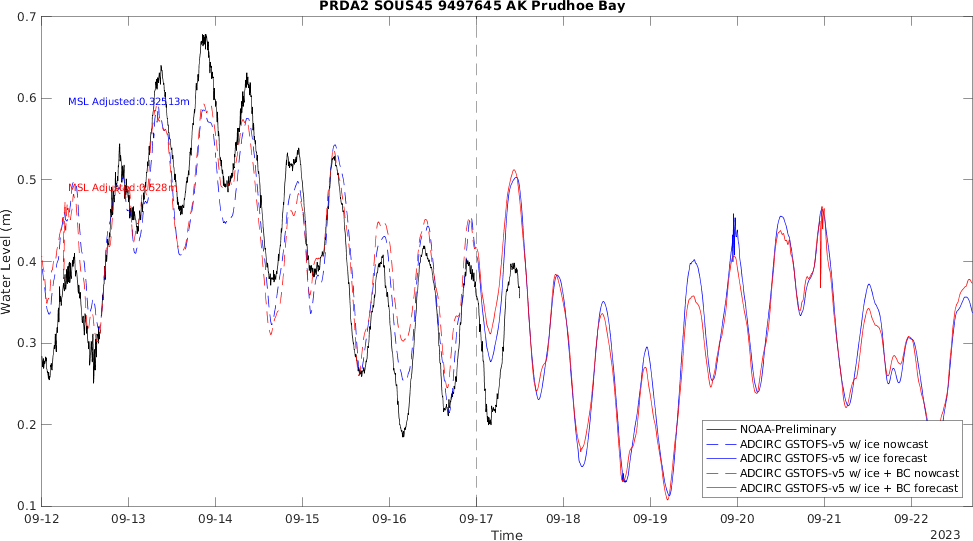 PRDA2 SOUS45 9497645 AK Prudhoe Bay
0.7
0.6
0.5
0.4
0.3
0.2
0.1
Water Level (m)
MSL Adjusted:0.32513m
MSL Adjusted:0.528m
NOAA-Preliminary
ADCIRC GSTOFS-v5 w/ ice nowcast
ADCIRC GSTOFS-v5 w/ ice forecast
ADCIRC GSTOFS-v5 w/ ice + BC nowcast
ADCIRC GSTOFS-v5 w/ ice + BC forecast
09-12 09-13 09-14 09-15 09-16 09-17 09-18 09-19 09-20 09-21 09-22
Time
2023